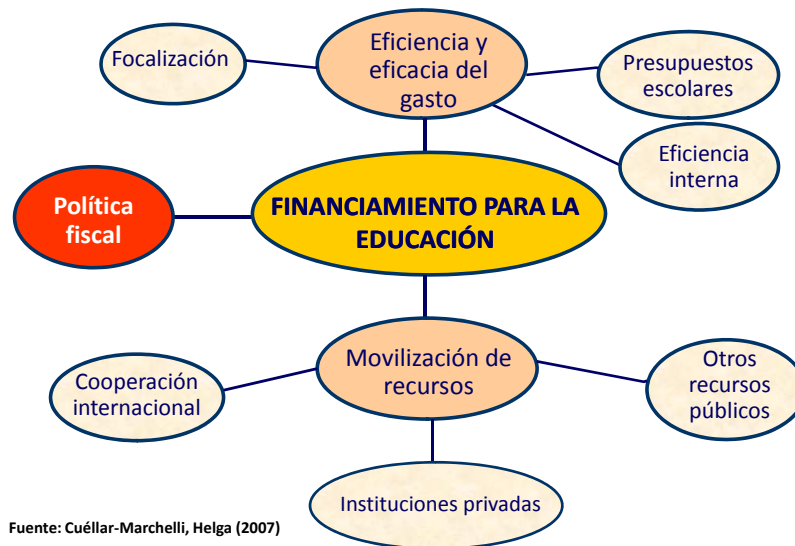 Focalización
Eficiencia y
eficacia del
gasto
Presupuestos
escolares
Eficiencia
interna
Política
fiscal
FINANCIAMIENTO PARA LA
EDUCACIÓN
Movilización de
recursos
Cooperación
internacional
Otros
recursos
públicos
Instituciones privadas
Fuente: Cuéllar-Marchelli, Helga (2007)